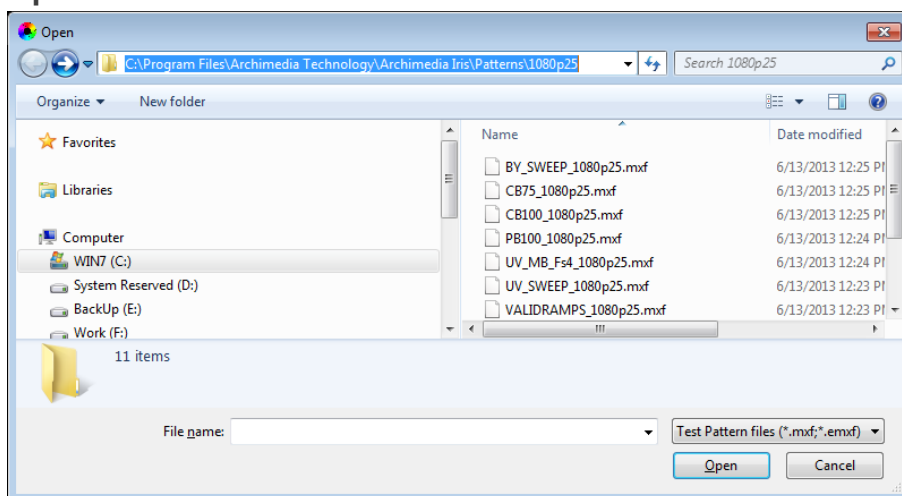 Open
C:\Program Files\Archimedia Technology\Archimedia Iris\Patterns\1080p25
Search 1080p25
Organize
New folder
Favorites
Libraries
Computer
WIN7 (C:)
System Reserved (D:)
BackUp (E:)
Work (F:)
Name Date modified
BY_SWEEP_1080p25.mxf 6/13/2013 12:25 P
CB75_1080p25.mxf 6/13/2013 12:25 P
CB100_1080p25.mxf 6/13/2013 12:25 P
PB100_1080p25.mxf 6/13/2013 12:24 P
UV_MB_Fs4_1080p25.mxf 6/13/2013 12:24 P
UV_SWEEP_1080p25.mxf 6/13/2013 12:23 P
VALIDRAMPS_1080p25.mxf 6/13/2013 12:23 P
11 items
File name:
Test Pattern files (*.mxf;*.emxf)
Open Cancel